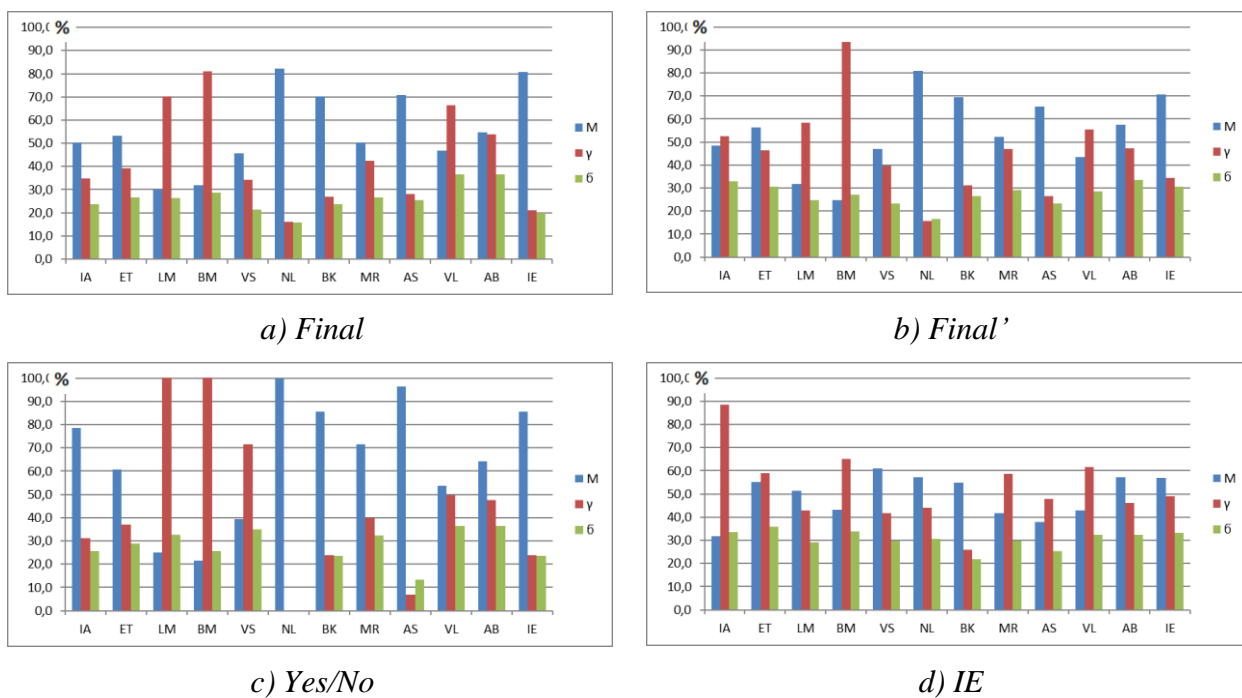 100,0 %
90,0
80,0
70,0
60,0
50,0
40,0
30,0
20,0
10,0
0,0
IA ET LM BM VS NL BK MR AS VL AB IE
M
γ
б
a) Final
100,0 %
90,0
80,0
70,0
60,0
50,0
40,0
30,0
20,0
10,0
0,0
IA ET LM BM VS NL BK MR AS VL AB IE
M
γ
б
b) Final’
100,0 %
90,0
80,0
70,0
60,0
50,0
40,0
30,0
20,0
10,0
0,0
IA ET LM BM VS NL BK MR AS VL AB IE
M
γ
б
c) Yes/No
100,0 %
90,0
80,0
70,0
60,0
50,0
40,0
30,0
20,0
10,0
0,0
IA ET LM BM VS NL BK MR AS VL AB IE
M
γ
б
d) IE